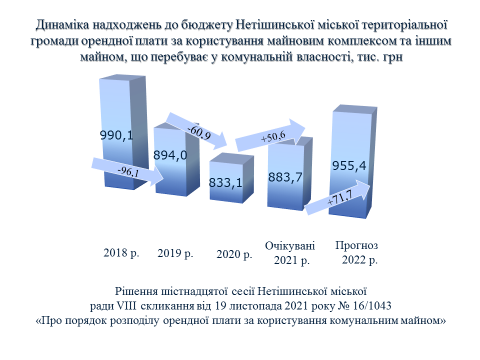 Динаміка надходжень до бюджету Нетішинської міської територіальної
громади орендної плати за користування майновим комплексом та іншим
майном, що перебуває у комунальній власності, тис. грн
990,1
-96,1
894,0
-60,9
833,1
+50,6
883,7
+71,7
955,4
2018 р.
2019 р.
2020 р.
Очікувані
2021 р.
Прогноз
2022 р.
Рішення шістнадцятої сесії Нетішинської міської
ради VIII скликання від 19 листопада 2021 року № 16/1043
«Про порядок розподілу орендної плати за користування комунальним майном»